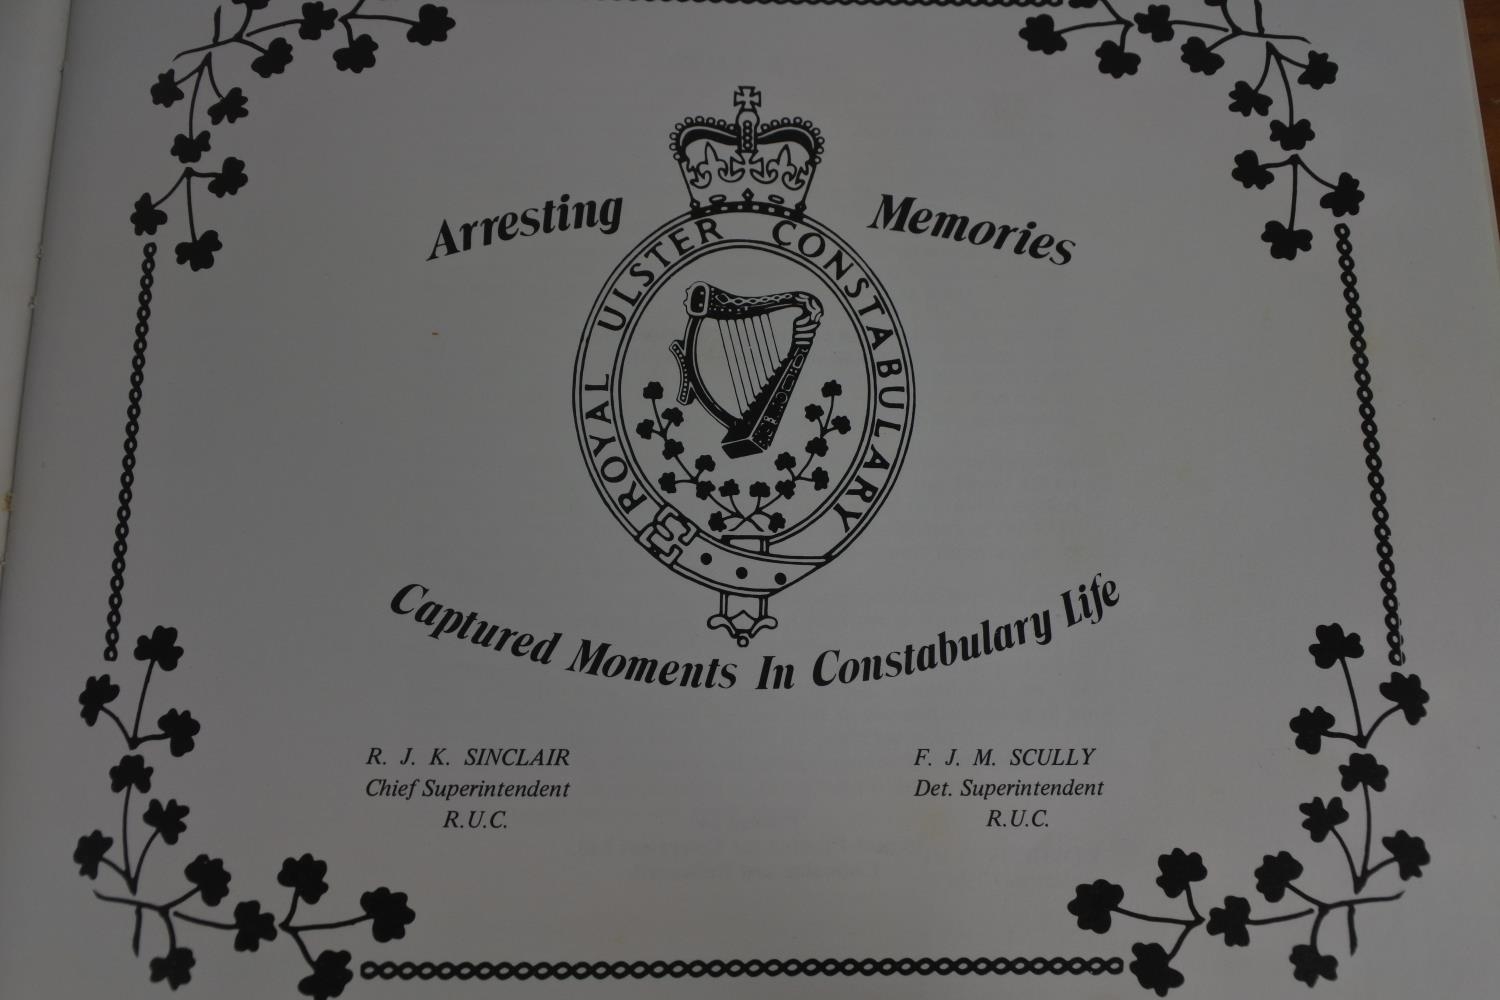 Arresting Memories
ROYAL ULSTER CONSTABULARY
Captured Moments In Constabulary Life
R. J. K. SINCLAIR
Chief Superintendent
R.U.C.
F. J. M. SCULLY
Det. Superintendent
R.U.C.